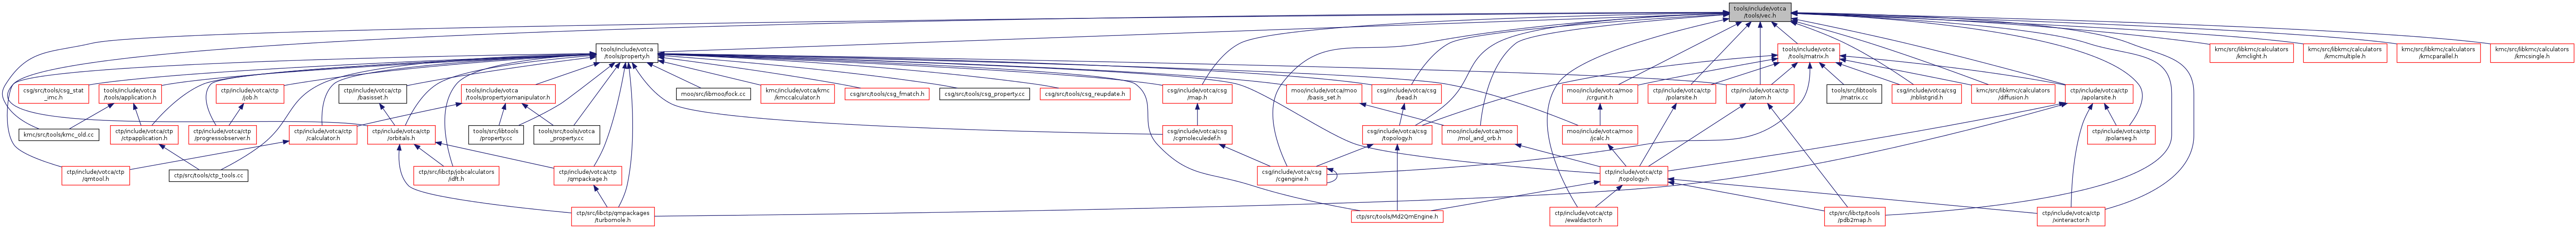 tools/include/votca
/tools/vec.h
tools/include/votca
/tools/property.h
tools/include/votca
/tools/matrix.h
kmc/src/libkmc/calculators
/kmclight.h
kmc/src/libkmc/calculators
/kmcmultiple.h
kmc/src/libkmc/calculators
/kmcparallel.h
kmc/src/libkmc/calculators
/kmcsingle.h
csg/src/tools/csg_stat
_imc.h
tools/include/votca
/tools/application.h
ctp/include/votca/ctp
/job.h
ctp/include/votca/ctp
/basisset.h
tools/include/votca
/tools/propertyiomanipulator.h
moo/src/libmoo/fock.cc
kmc/include/votca/kmc
/kmccalculator.h
csg/src/tools/csg_fmatch.h
csg/src/tools/csg_property.cc
csg/src/tools/csg_reupdate.h
csg/include/votca/csg
/map.h
moo/include/votca/moo
/basis_set.h
csg/include/votca/csg
/bead.h
moo/include/votca/moo
/crgunit.h
ctp/include/votca/ctp
/polarsite.h
ctp/include/votca/ctp
/atom.h
tools/src/libtools
/matrix.cc
csg/include/votca/csg
/nblistgrid.h
kmc/src/libkmc/calculators
/diffusion.h
ctp/include/votca/ctp
/apolarsite.h
kmc/src/tools/kmc_old.cc
ctp/include/votca/ctp
/ctpapplication.h
ctp/include/votca/ctp
/progressobserver.h
ctp/include/votca/ctp
/calculator.h
ctp/include/votca/ctp
/orbitals.h
tools/src/libtools
/property.cc
tools/src/tools/votca
_property.cc
csg/include/votca/csg
/cgmoleculedef.h
csg/include/votca/csg
/topology.h
moo/include/votca/moo
/mol_and_orb.h
moo/include/votca/moo
/jcalc.h
ctp/include/votca/ctp
/polarseg.h
ctp/include/votca/ctp
/qmtool.h
ctp/src/tools/ctp_tools.cc
ctp/src/libctp/jobcalculators
/idft.h
ctp/include/votca/ctp
/qmpackage.h
csg/include/votca/csg
/cgengine.h
ctp/include/votca/ctp
/topology.h
ctp/src/libctp/qmpackages
/turbomole.h
ctp/src/tools/Md2QmEngine.h
ctp/include/votca/ctp
/ewaldactor.h
ctp/src/libctp/tools
/pdb2map.h
ctp/include/votca/ctp
/xinteractor.h